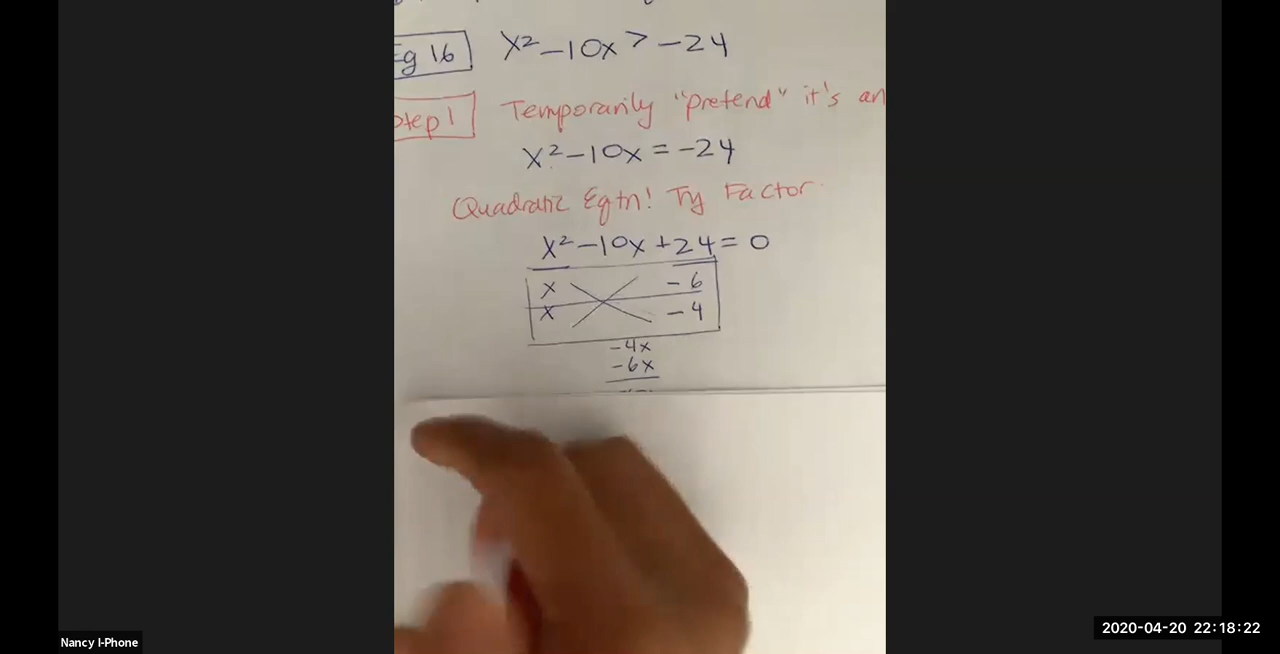 Eg 16 x² -10x > -24
Step 1 Temporarily "pretend" it's an
x² -10x = -24
Quadratic Eqtn! Try Factor
x² -10x +24 = 0
x -6
x -4
-4x
-6x
Nancy I-Phone
2020-04-20 22:18:22